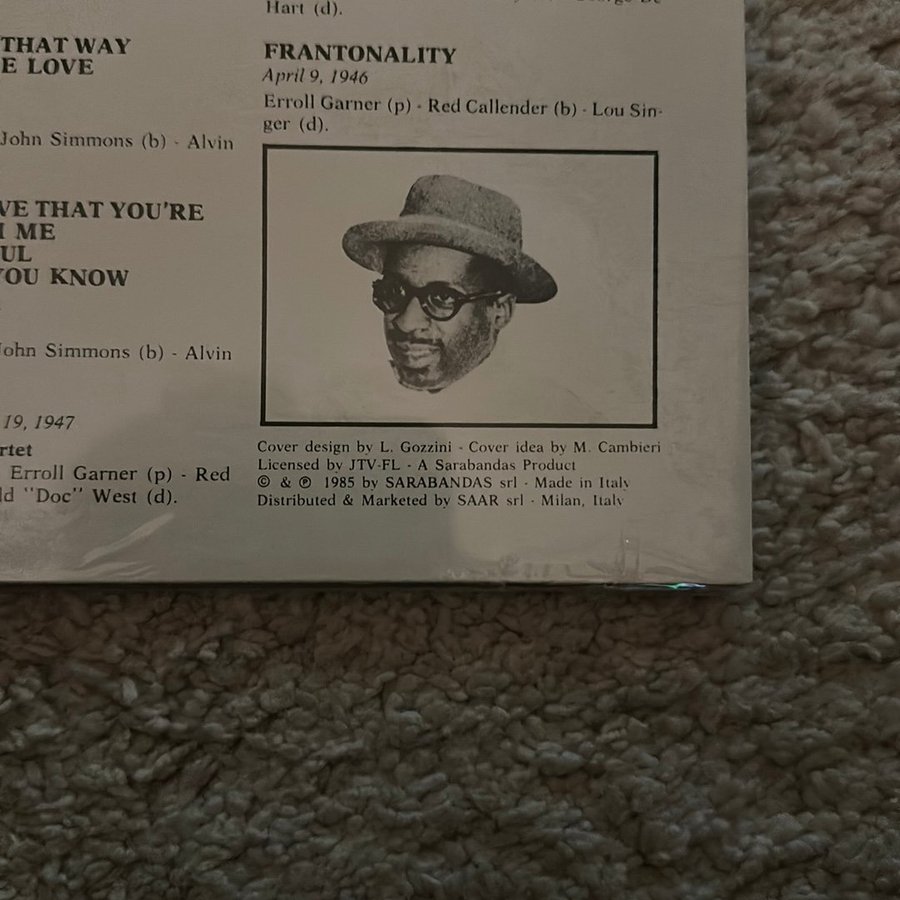 THAT WAY
E LOVE
John Simmons (b) - Alvin
VE THAT YOU'RE
ME
UL
YOU KNOW
John Simmons (b) - Alvin
19, 1947
rtet
Erroll Garner (p) - Red
ld "Doc" West (d).
Hart (d).
FRANTONALITY
April 9, 1946
Erroll Garner (p) - Red Callender (b) - Lou Sin-
ger (d).
Cover design by L. Gozzini - Cover idea by M. Cambieri
Licensed by JTV-FL - A Sarabandas Product
© & ℗ 1985 by SARABANDAS srl - Made in Italy
Distributed & Marketed by SAAR srl - Milan, Italy